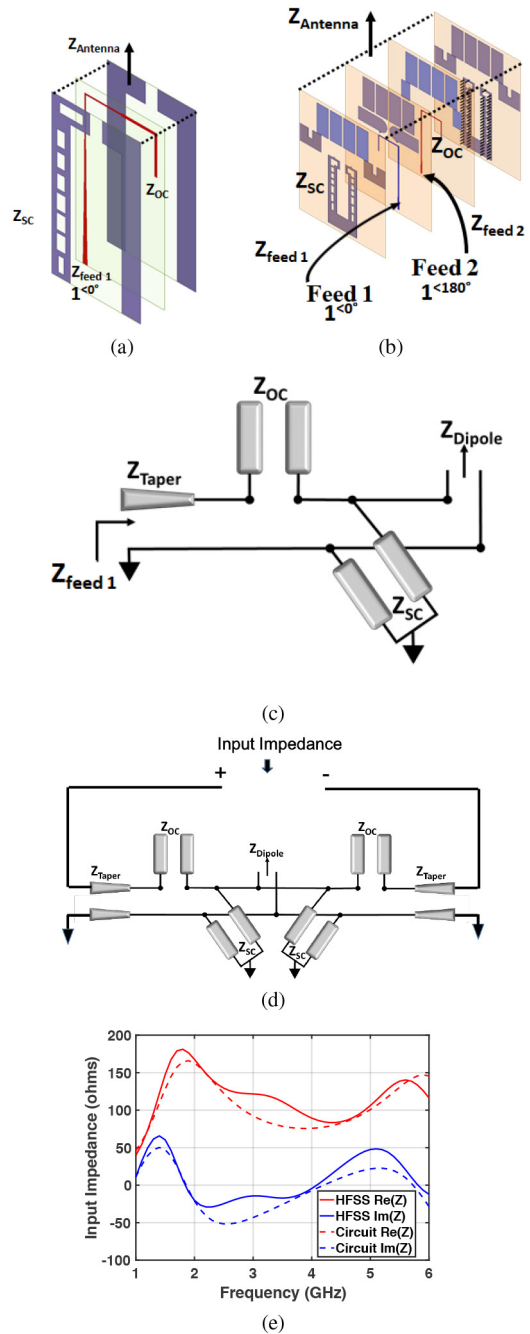 Z_Antenna
Z_OC
Z_SC
Z_feed 1
1^<0°
(a)
Z_Antenna
Z_OC
Z_SC
Z_feed 2
Z_feed 1
Feed 2
1^<180°
Feed 1
1^<0°
(b)
Z_OC
Z_Dipole
Z_Taper
Z_feed 1
Z_SC
(c)
Input Impedance
+ -
Z_OC Z_OC
Z_Taper Z_Dipole Z_Taper
Z_SC Z_SC
(d)
200
150
100
50
0
-50
-100
Input Impedance (ohms)
HFSS Re(Z)
HFSS Im(Z)
Circuit Re(Z)
Circuit Im(Z)
1 2 3 4 5 6
Frequency (GHz)
(e)